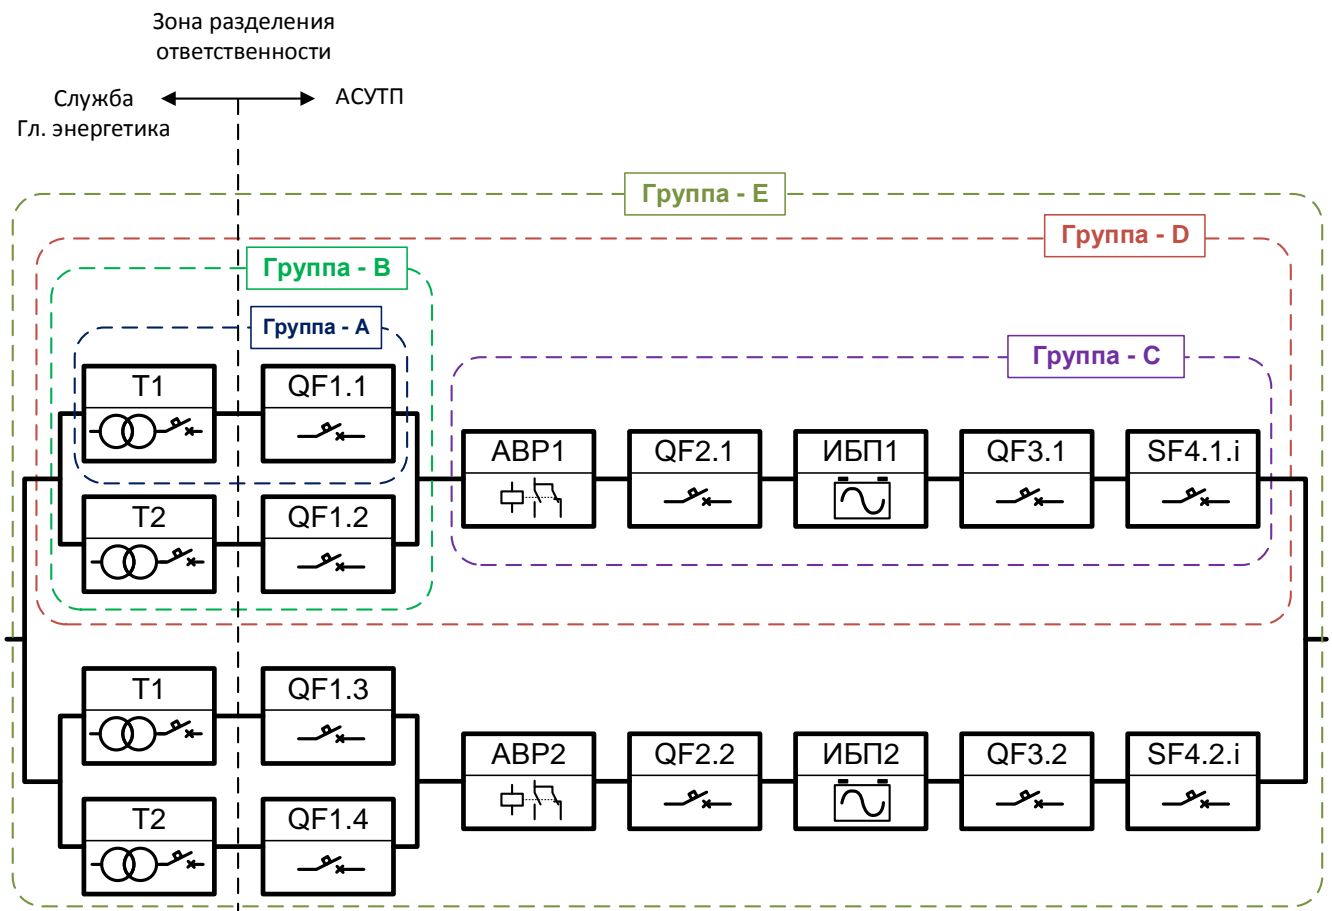 Зона разделения
ответственности
Служба
Гл. энергетика
АСУТП
Группа - E
Группа - D
Группа - B
Группа - A
Группа - C
T1
QF1.1
T2
QF1.2
АВР1
QF2.1
ИБП1
QF3.1
SF4.1.i
T1
QF1.3
T2
QF1.4
АВР2
QF2.2
ИБП2
QF3.2
SF4.2.i